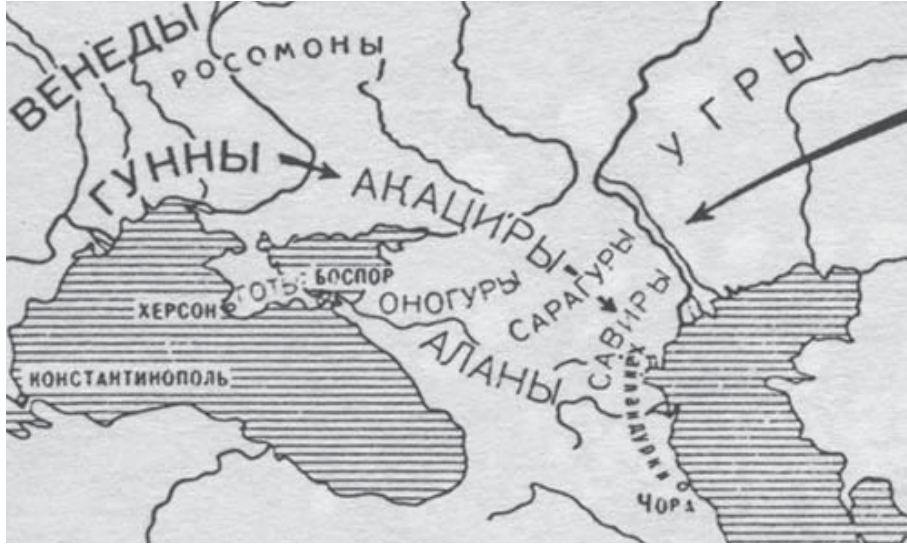 ВЕНЕДЫ
РОСОМОНЫ
УГРЫ
ГУННЫ
АКАЦИРЫ
САРАГУРЫ
БОСПОР
ГОТЫ
ХЕРСОН
ОНОГУРЫ
САВИРЫ
АЛАНЫ
КОНСТАНТИНОПОЛЬ
ЧОРА